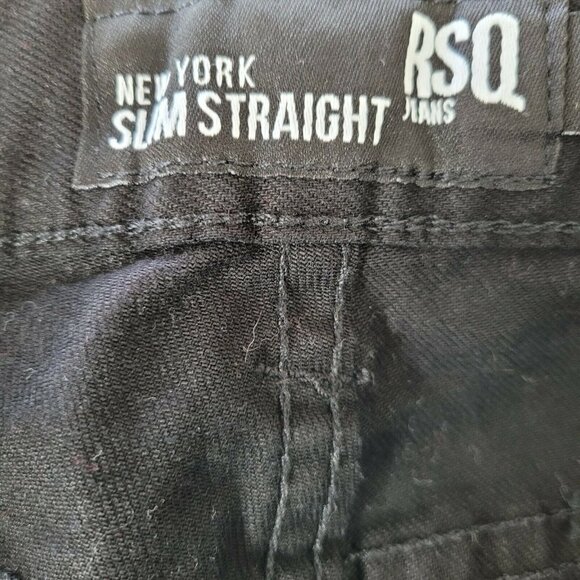 NEW YORK
SLIM STRAIGHT
RSQ
JEANS